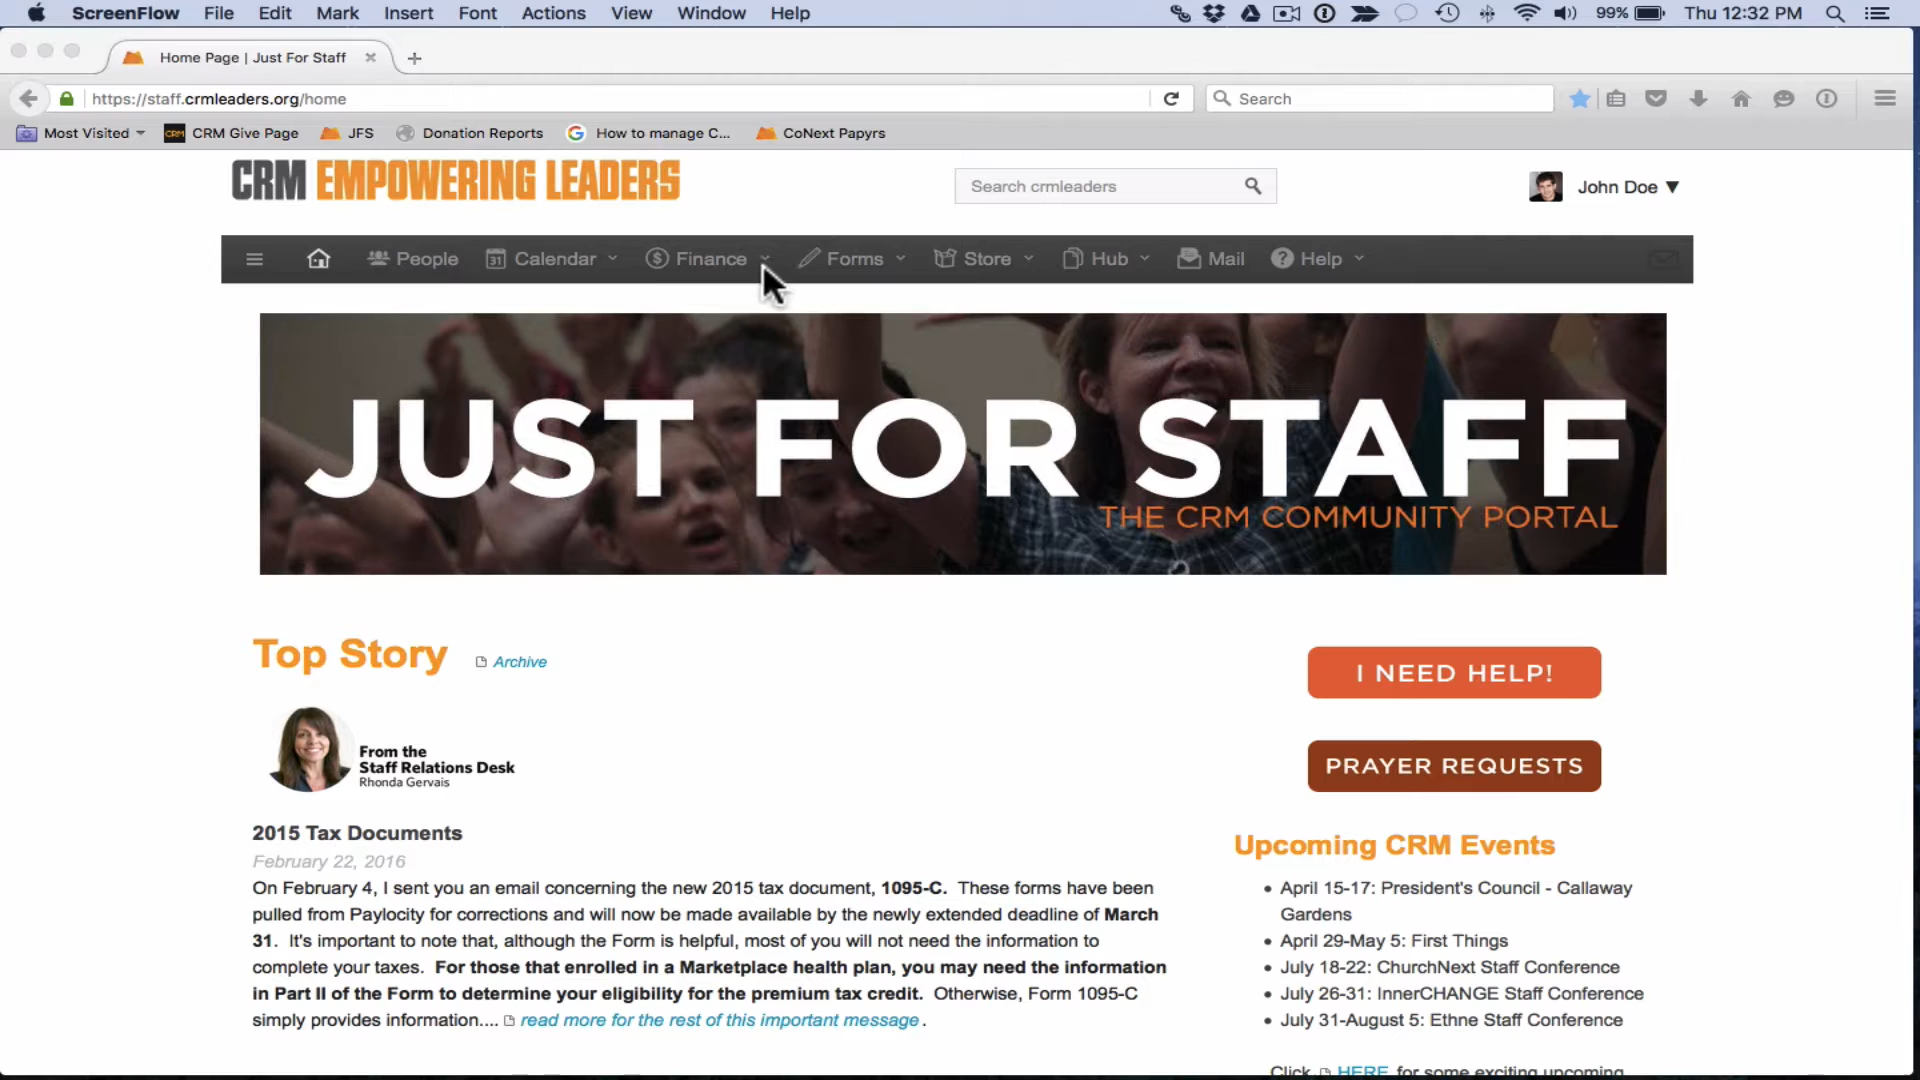 ScreenFlow File Edit Mark Insert Font Actions View Window Help 99% Thu 12:32 PM
Home Page | Just For Staff
https://staff.crmleaders.org/home
Search
Most Visited CRM CRM Give Page JFS Donation Reports How to manage C... CoNext Papyrs
CRM EMPOWERING LEADERS
Search crmleaders
John Doe ▼
People 31 Calendar $ Finance Forms Store Hub Mail ? Help
JUST FOR STAFF
THE CRM COMMUNITY PORTAL
Top Story Archive
I NEED HELP!
From the
Staff Relations Desk
Rhonda Gervais
PRAYER REQUESTS
2015 Tax Documents
February 22, 2016
On February 4, I sent you an email concerning the new 2015 tax document, 1095-C. These forms have been
pulled from Paylocity for corrections and will now be made available by the newly extended deadline of March
31. It's important to note that, although the Form is helpful, most of you will not need the information to
complete your taxes. For those that enrolled in a Marketplace health plan, you may need the information
in Part II of the Form to determine your eligibility for the premium tax credit. Otherwise, Form 1095-C
simply provides information.... read more for the rest of this important message .
Upcoming CRM Events
• April 15-17: President's Council - Callaway
Gardens
• April 29-May 5: First Things
• July 18-22: ChurchNext Staff Conference
• July 26-31: InnerCHANGE Staff Conference
• July 31-August 5: Ethne Staff Conference
Click HERE for some exciting upcoming